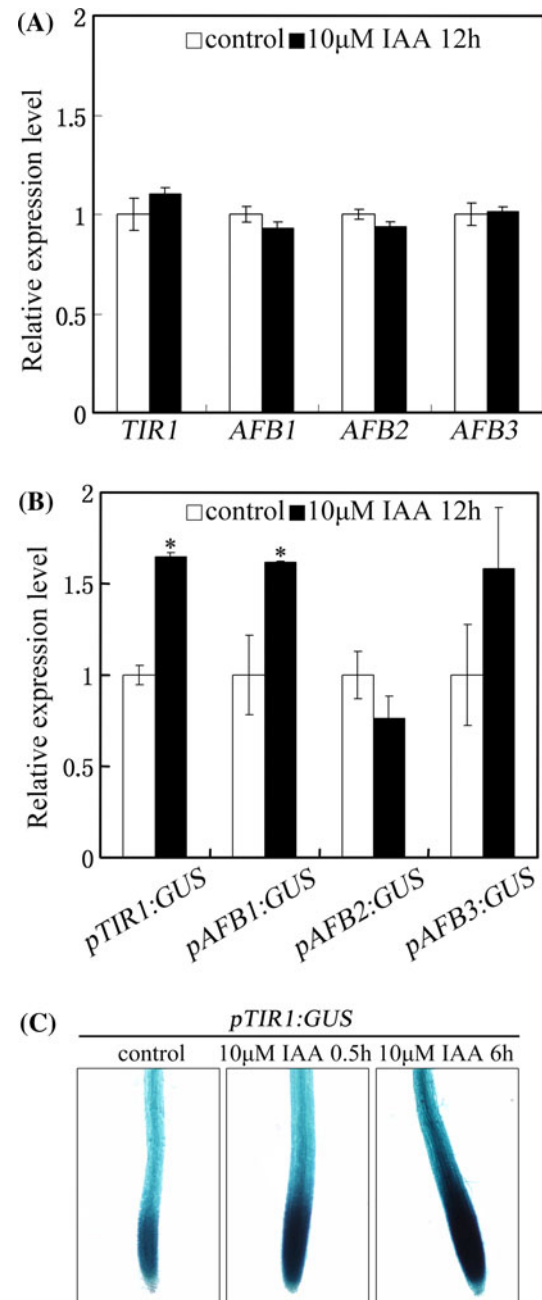 (A)
control 10μM IAA 12h
Relative expression level
2
1.5
1
0.5
0
TIR1 AFB1 AFB2 AFB3
(B)
control 10μM IAA 12h
Relative expression level
2
1.5
1
0.5
0
* *
pTIR1:GUS pAFB1:GUS pAFB2:GUS pAFB3:GUS
(C)
pTIR1:GUS
control 10μM IAA 0.5h 10μM IAA 6h